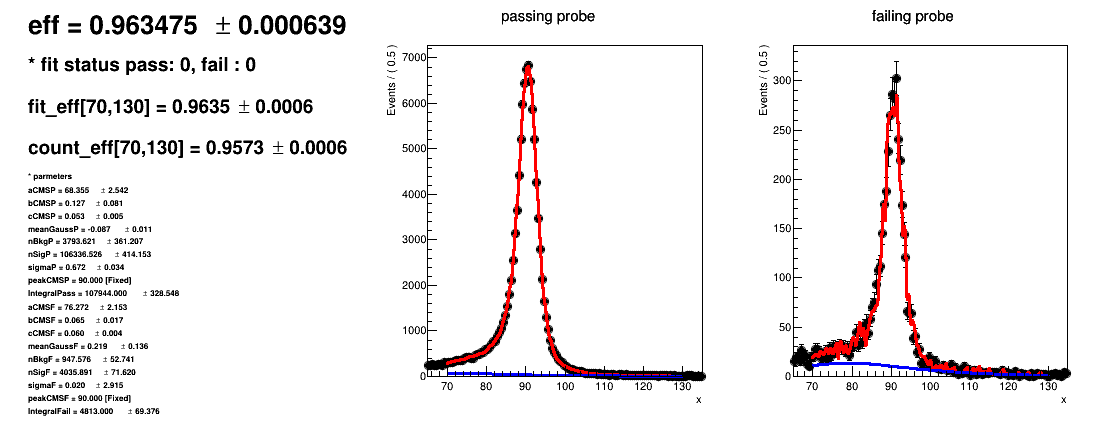 eff = 0.963475 ± 0.000639
* fit status pass: 0, fail : 0
fit_eff[70,130] = 0.9635 ± 0.0006
count_eff[70,130] = 0.9573 ± 0.0006
* parmeters
aCMSP = 68.355 ± 2.542
bCMSP = 0.127 ± 0.081
cCMSP = 0.053 ± 0.005
meanGaussP = -0.087 ± 0.011
nBkgP = 3793.621 ± 361.207
nSigP = 106336.526 ± 414.153
sigmaP = 0.672 ± 0.034
peakCMSP = 90.000 [Fixed]
IntegralPass = 107944.000 ± 328.548
aCMSF = 76.272 ± 2.153
bCMSF = 0.065 ± 0.017
cCMSF = 0.060 ± 0.004
meanGaussF = 0.219 ± 0.136
nBkgF = 947.576 ± 52.741
nSigF = 4035.891 ± 71.620
sigmaF = 0.020 ± 2.915
peakCMSF = 90.000 [Fixed]
IntegralFail = 4813.000 ± 69.376
passing probe
Events / ( 0.5 )
7000
6000
5000
4000
3000
2000
1000
0
70 80 90 100 110 120 130
x
failing probe
Events / ( 0.5 )
300
250
200
150
100
50
0
70 80 90 100 110 120 130
x